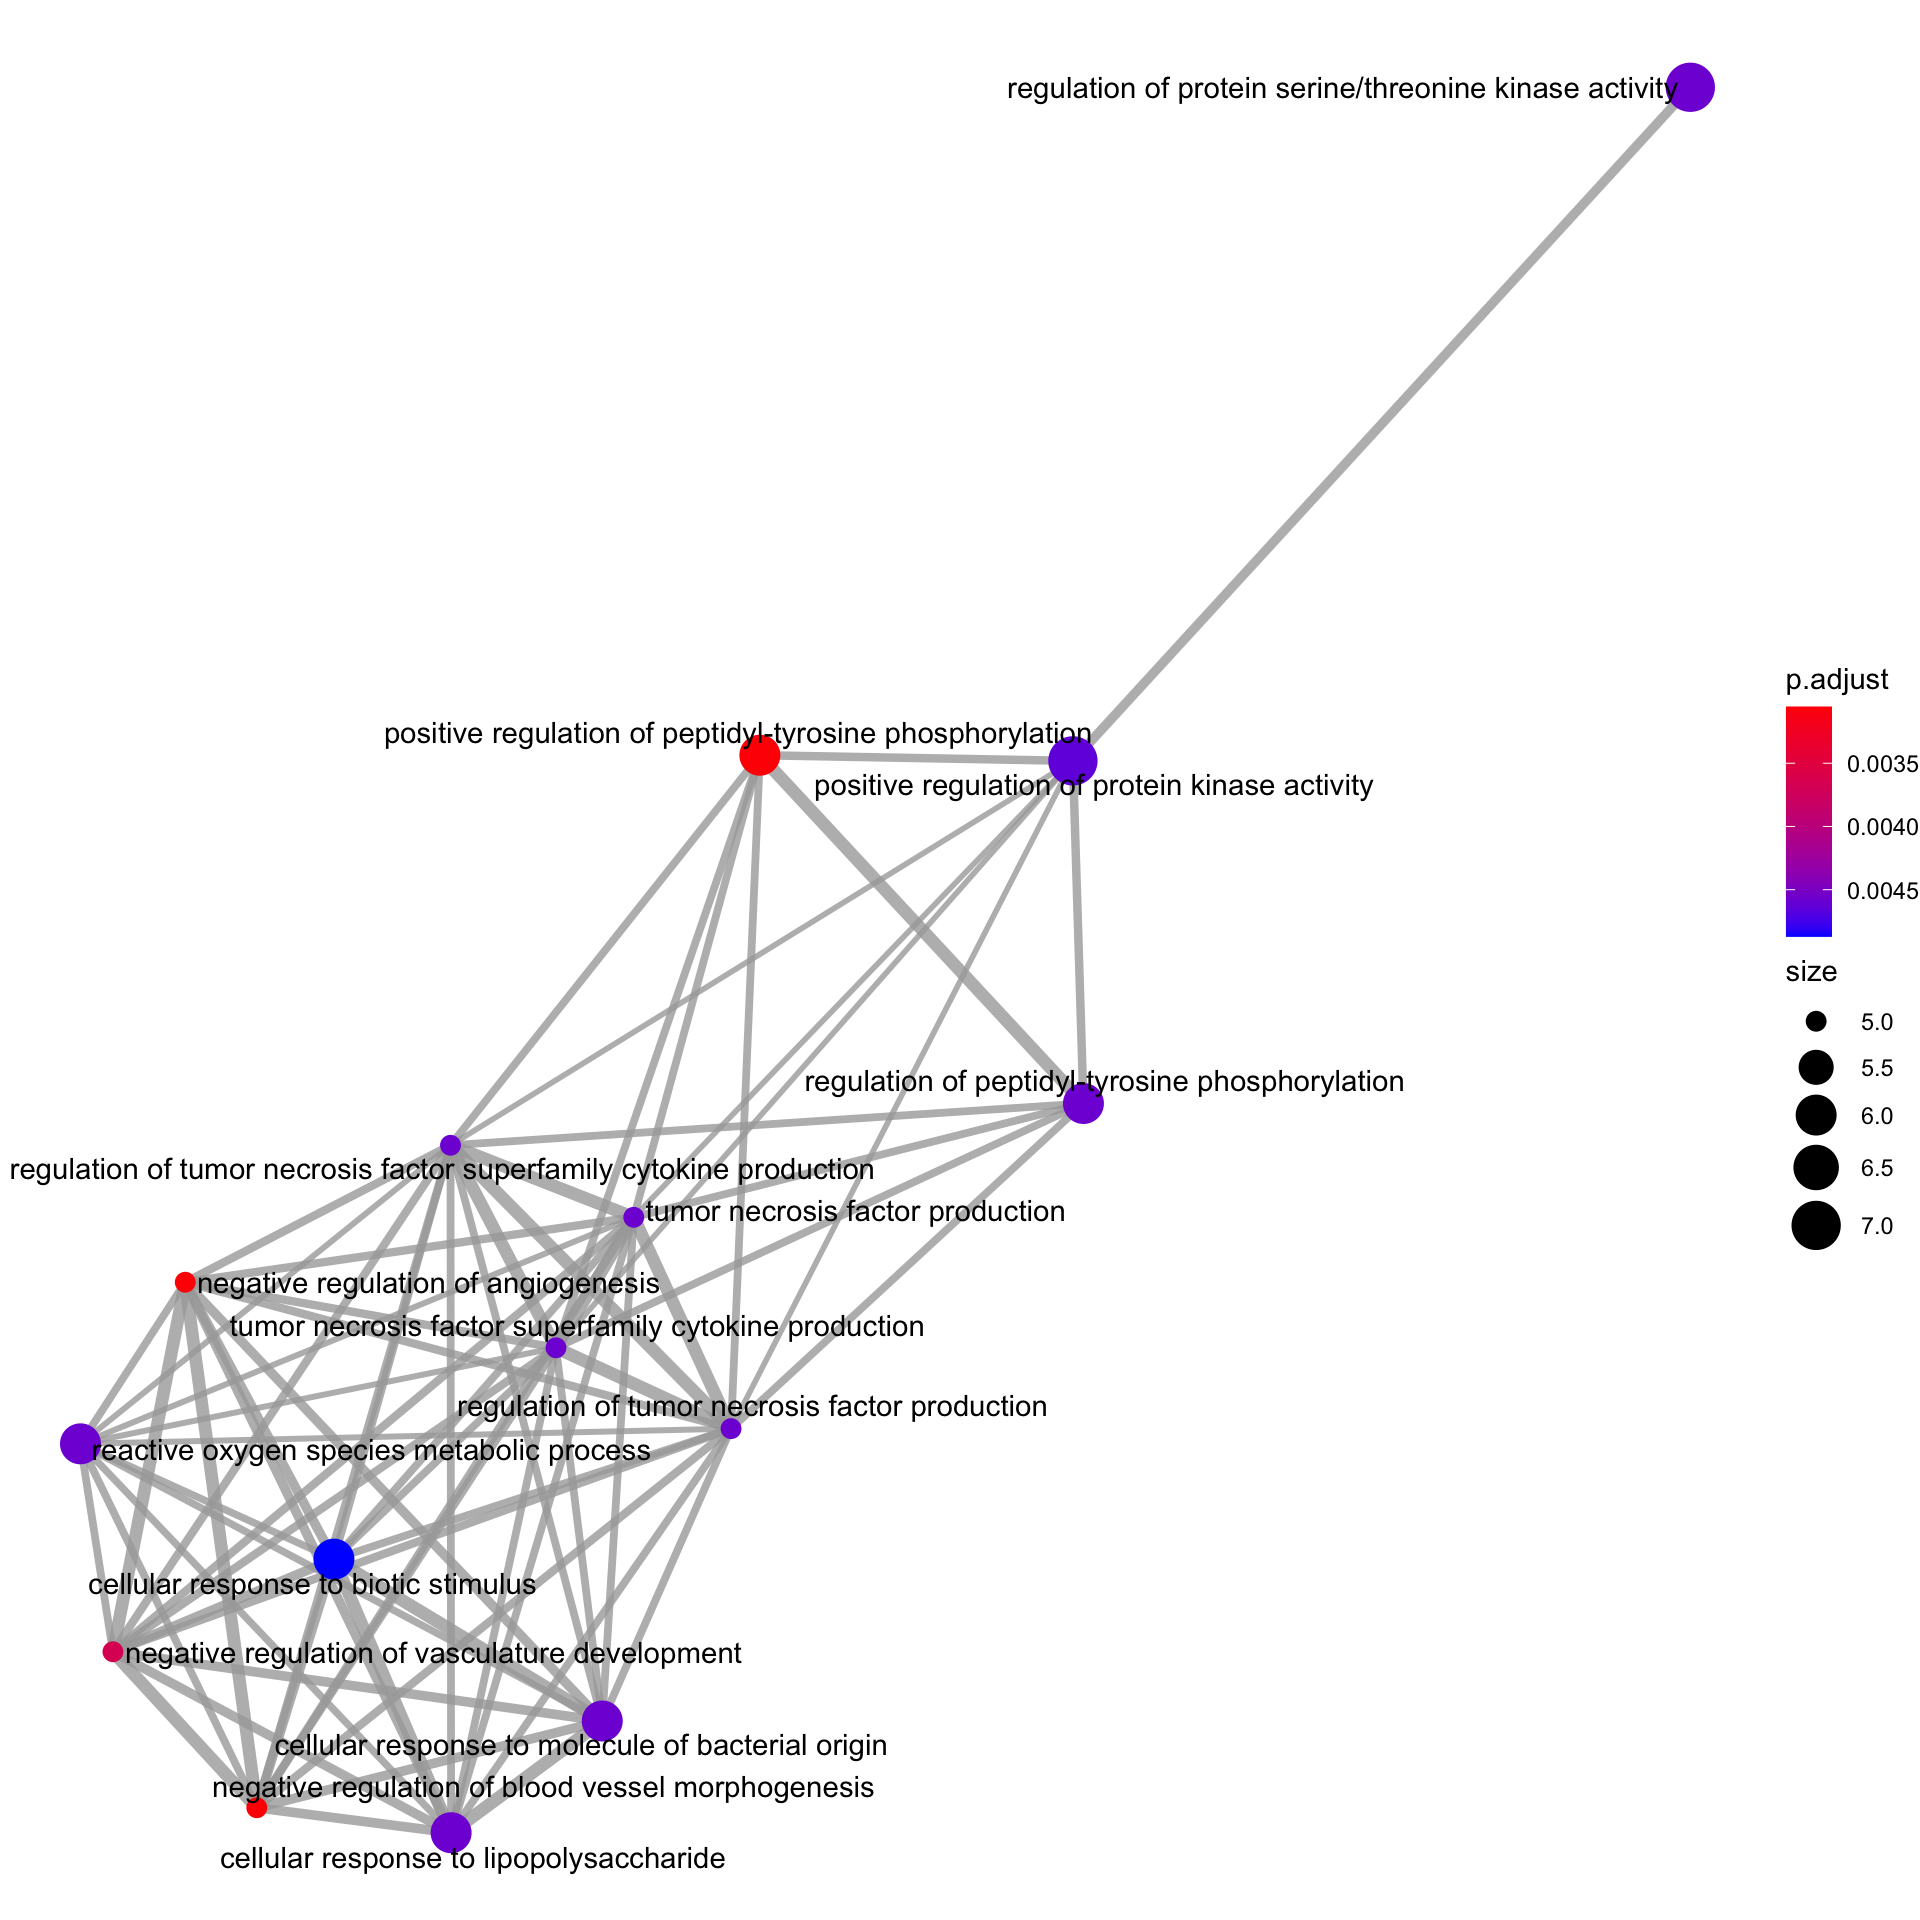 regulation of protein serine/threonine kinase activity
positive regulation of peptidyl-tyrosine phosphorylation
positive regulation of protein kinase activity
regulation of peptidyl-tyrosine phosphorylation
regulation of tumor necrosis factor superfamily cytokine production
tumor necrosis factor production
negative regulation of angiogenesis
tumor necrosis factor superfamily cytokine production
regulation of tumor necrosis factor production
reactive oxygen species metabolic process
cellular response to biotic stimulus
negative regulation of vasculature development
cellular response to molecule of bacterial origin
negative regulation of blood vessel morphogenesis
cellular response to lipopolysaccharide
p.adjust
0.0035
0.0040
0.0045
size
5.0
5.5
6.0
6.5
7.0